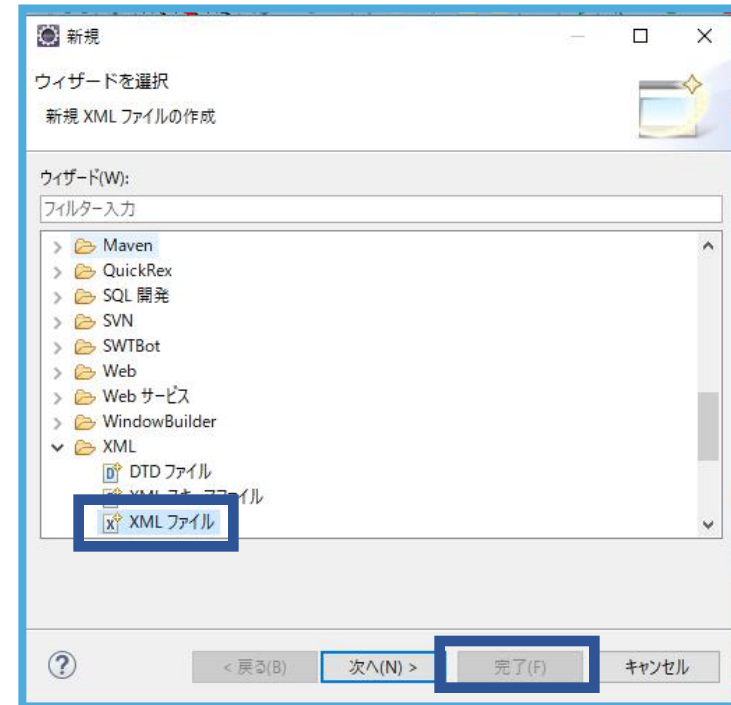 新規
ウィザードを選択
新規 XML ファイルの作成
ウィザード(W):
フィルター入力
Maven
QuickRex
SQL 開発
SVN
SWTBot
Web
Web サービス
WindowBuilder
XML
DTD ファイル
XML ファイル
< 戻る(B)
次へ(N) >
完了(F)
キャンセル